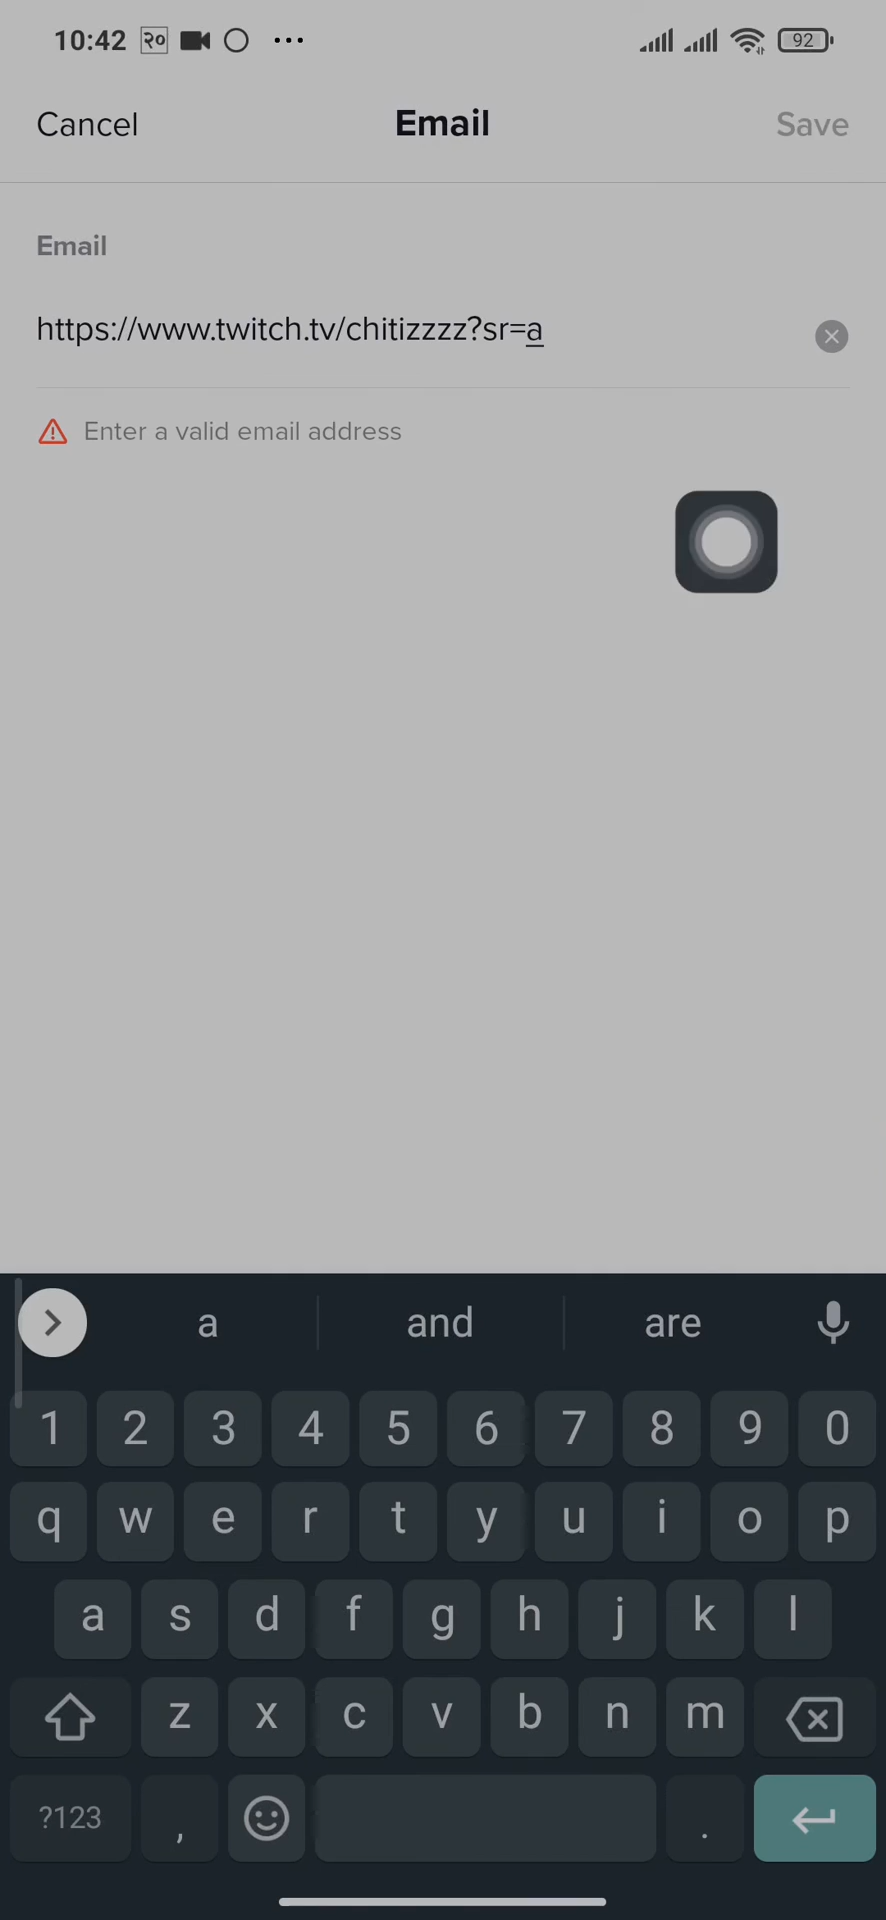 10:42 २० 92
Cancel Email Save
Email
https://www.twitch.tv/chitizzzz?sr=a
Enter a valid email address
a and are
1 2 3 4 5 6 7 8 9 0
q w e r t y u i o p
a s d f g h j k l
z x c v b n m
?123 , .